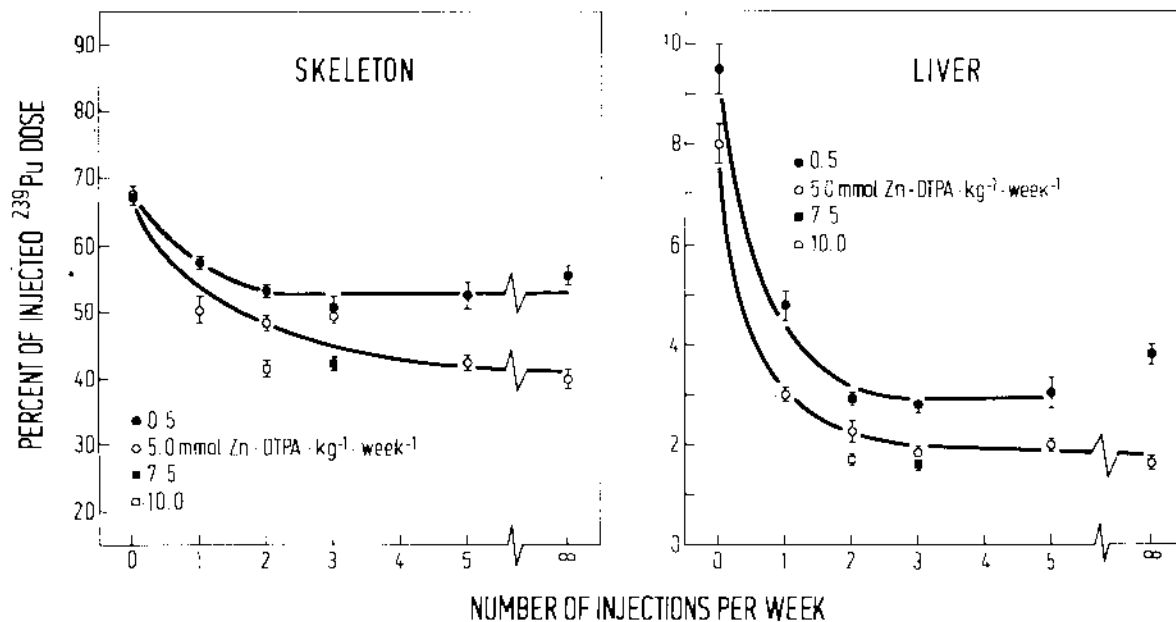 SKELETON
LIVER
PERCENT OF INJECTED ²³⁹Pu DOSE
90
80
70
60
50
40
30
20
0.5
5.0 mmol Zn-DTPA · kg⁻¹ · week⁻¹
7.5
10.0
0 1 2 3 4 5 ∞
10
8
6
4
2
0
0.5
5.0 mmol Zn-DTPA · kg⁻¹ · week⁻¹
7.5
10.0
0 1 2 3 4 5 ∞
NUMBER OF INJECTIONS PER WEEK